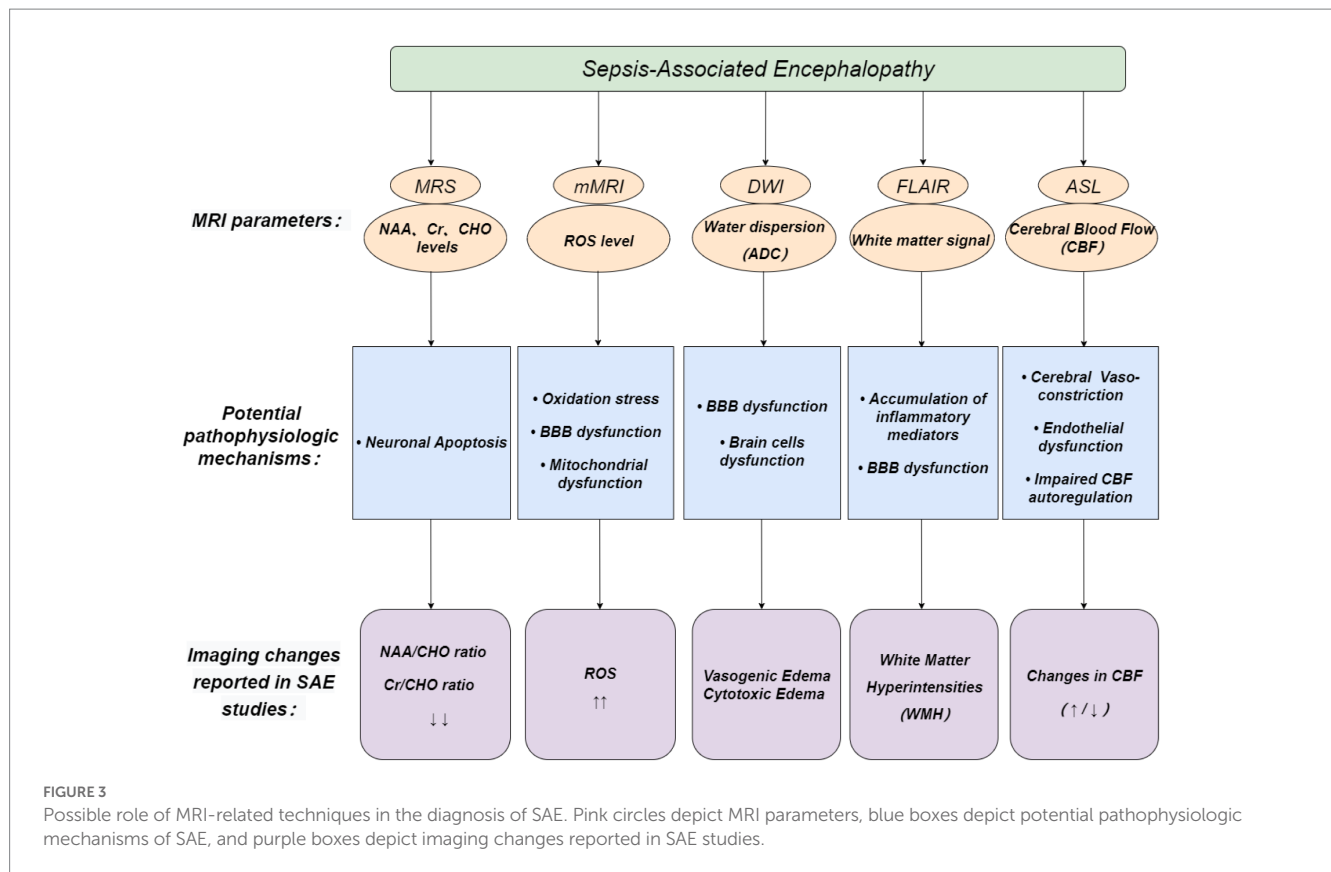 Sepsis-Associated Encephalopathy
MRI parameters：
MRS
NAA、Cr、CHO
levels
mMRI
ROS level
DWI
Water dispersion
(ADC)
FLAIR
White matter signal
ASL
Cerebral Blood Flow
(CBF)
Potential
pathophysiologic
mechanisms：
• Neuronal Apoptosis
• Oxidation stress
• BBB dysfunction
• Mitochondrial
dysfunction
• BBB dysfunction
• Brain cells
dysfunction
• Accumulation of
inflammatory
mediators
• BBB dysfunction
• Cerebral Vaso-
constriction
• Endothelial
dysfunction
• Impaired CBF
autoregulation
Imaging changes
reported in SAE
studies：
NAA/CHO ratio
Cr/CHO ratio
↓↓
ROS
↑↑
Vasogenic Edema
Cytotoxic Edema
White Matter
Hyperintensities
(WMH)
Changes in CBF
(↑/↓)
FIGURE 3
Possible role of MRI-related techniques in the diagnosis of SAE. Pink circles depict MRI parameters, blue boxes depict potential pathophysiologic
mechanisms of SAE, and purple boxes depict imaging changes reported in SAE studies.